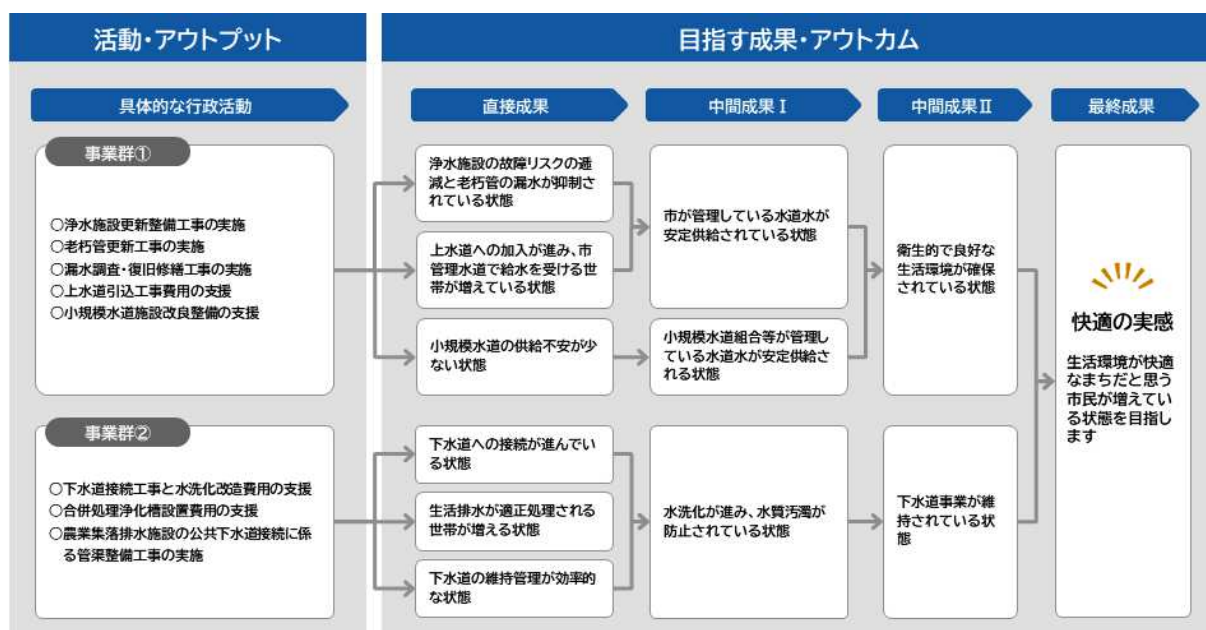 活動・アウトプット
目指す成果・アウトカム
具体的な行政活動
直接成果
中間成果Ⅰ
中間成果Ⅱ
最終成果
事業群①
○浄水施設更新整備工事の実施
○老朽管更新工事の実施
○漏水調査・復旧修繕工事の実施
○上水道引込工事費用の支援
○小規模水道施設改良整備の支援
浄水施設の故障リスクの逓
減と老朽管の漏水が抑制さ
れている状態
上水道への加入が進み、市
管理水道で給水を受ける世
帯が増えている状態
小規模水道の供給不安が少
ない状態
市が管理している水道水が
安定供給されている状態
小規模水道組合等が管理し
ている水道水が安定供給さ
れる状態
衛生的で良好な
生活環境が確保
されている状態
事業群②
○下水道接続工事と水洗化改造費用の支援
○合併処理浄化槽設置費用の支援
○農業集落排水施設の公共下水道接続に係
る管渠整備工事の実施
下水道への接続が進んでい
る状態
生活排水が適正処理される
世帯が増える状態
下水道の維持管理が効率的
な状態
水洗化が進み、水質汚濁が
防止されている状態
下水道事業が維
持されている状
態
快適の実感
生活環境が快適
なまちだと思う
市民が増えてい
る状態を目指し
ます